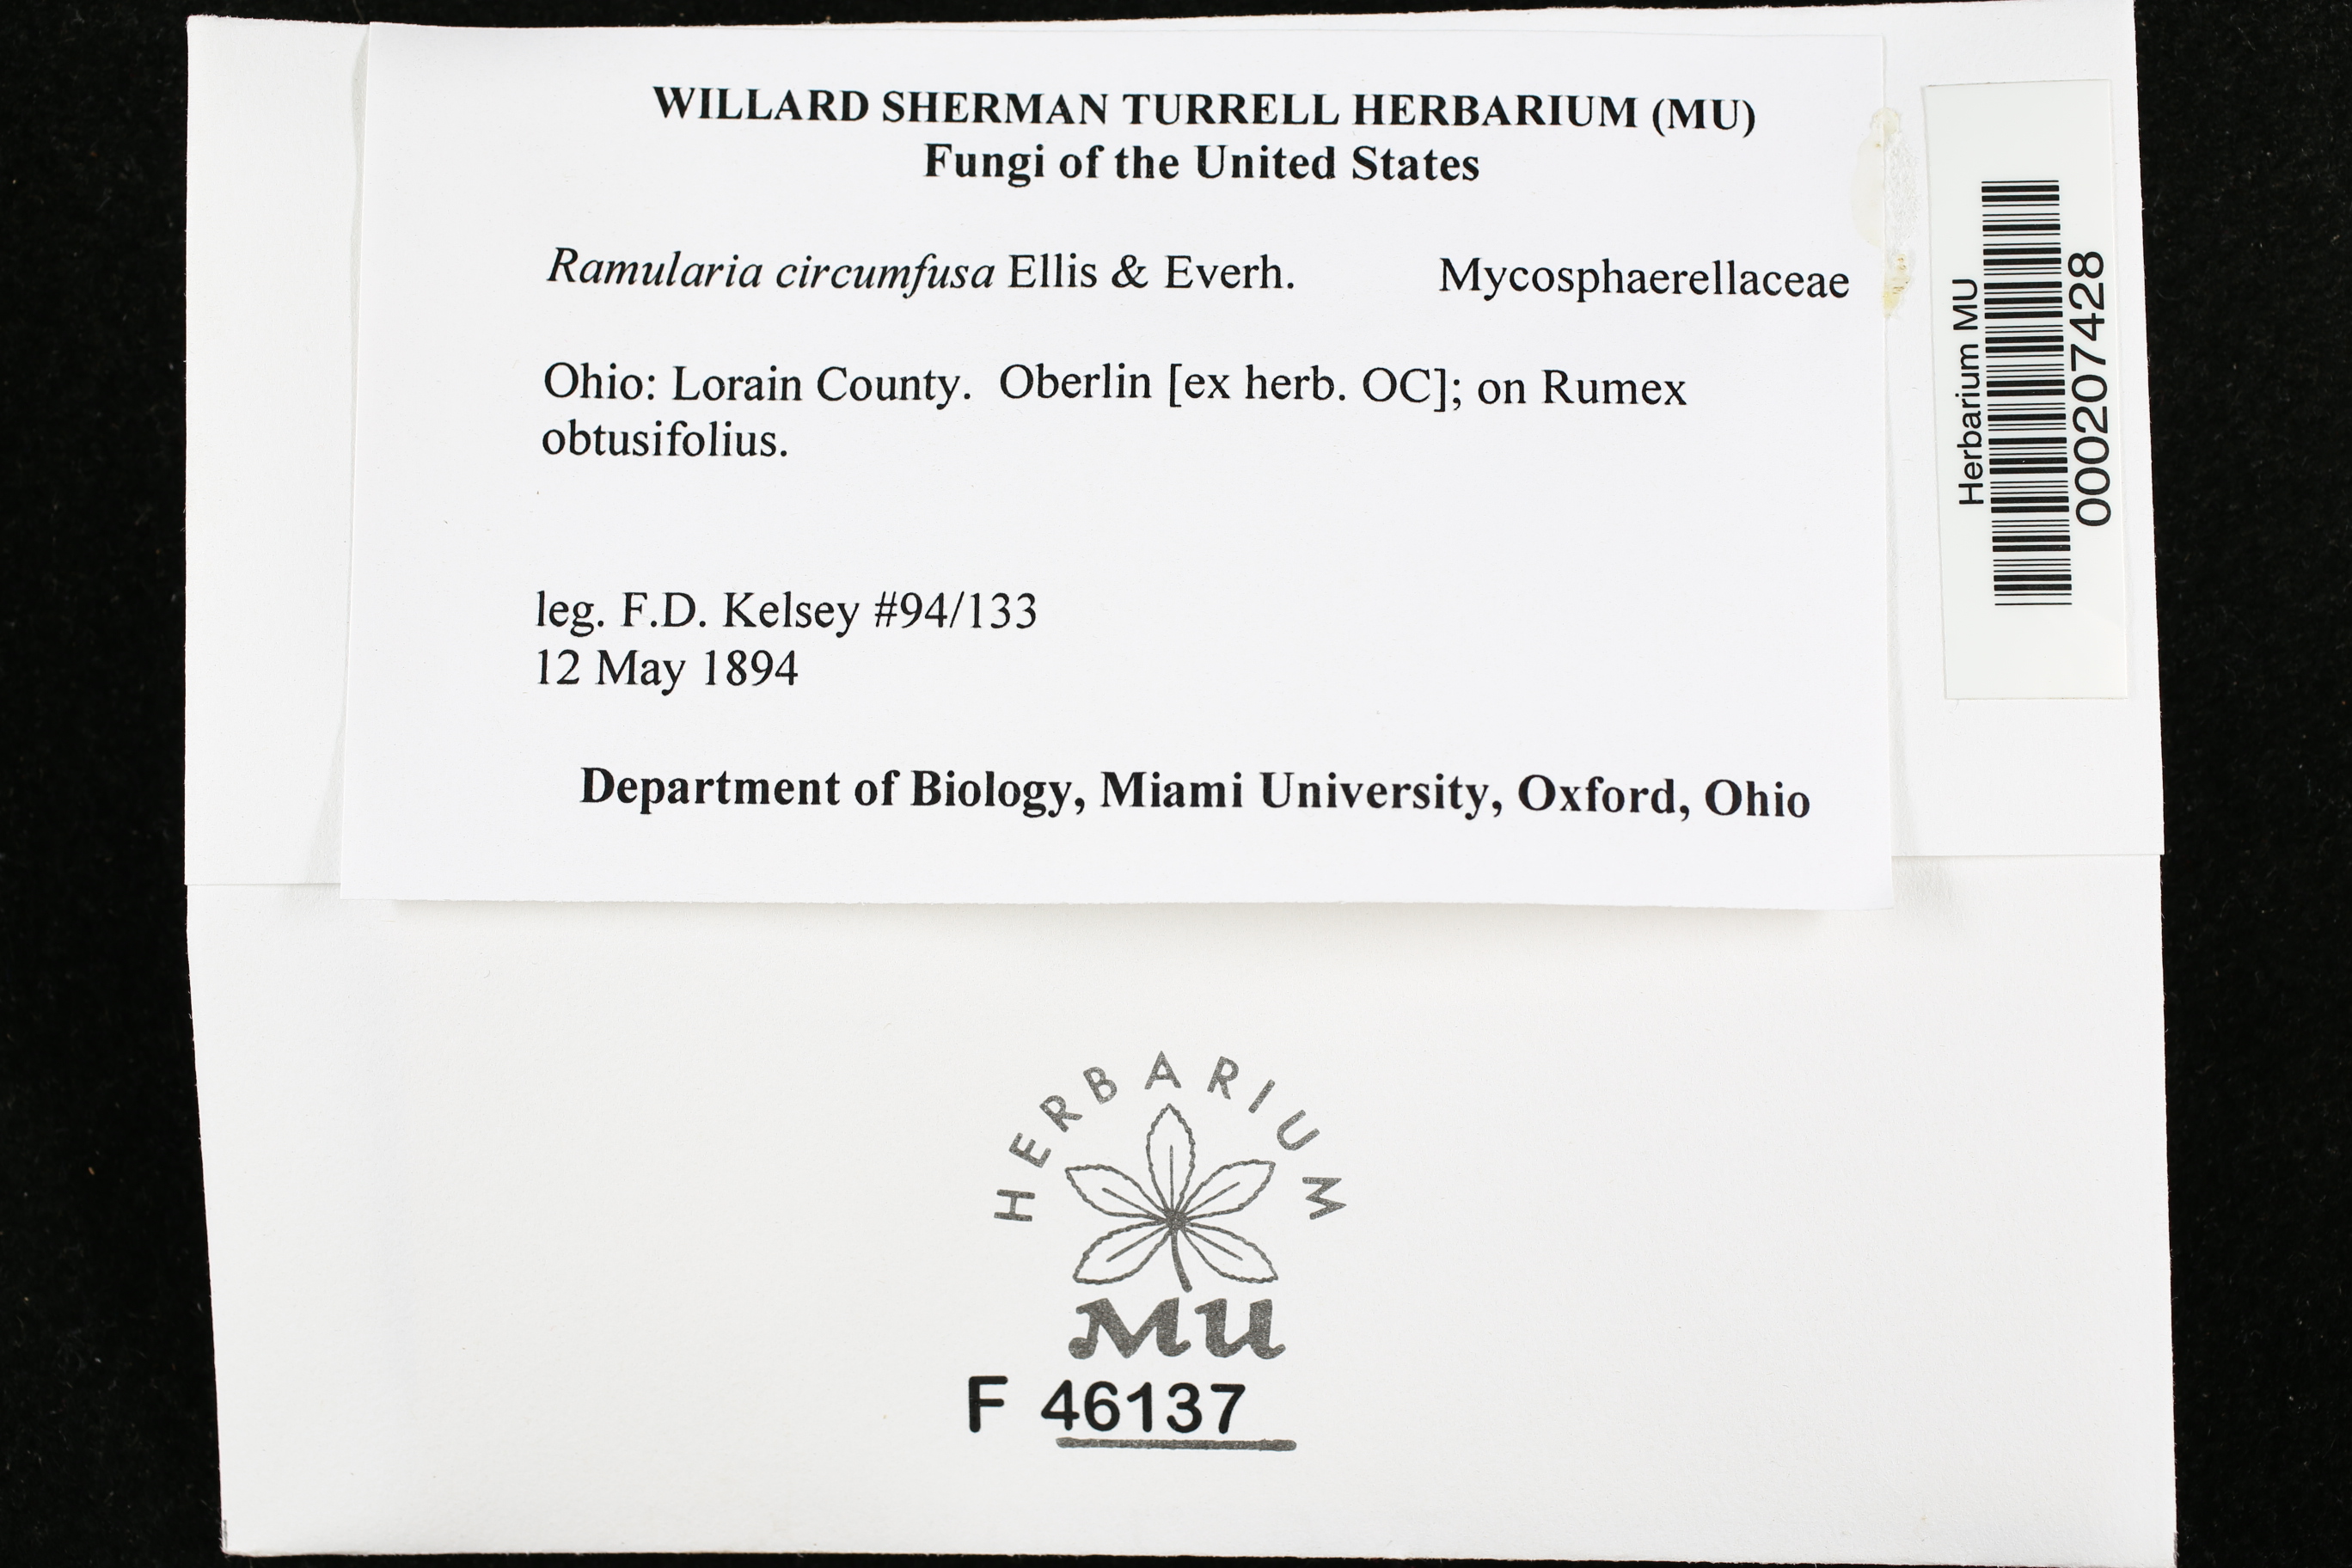 WILLARD SHERMAN TURRELL HERBARIUM (MU)
Fungi of the United States
Ramularia circumfusa Ellis & Everh. Mycosphaerellaceae
Ohio: Lorain County. Oberlin [ex herb. OC]; on Rumex
obtusifolius.
leg. F.D. Kelsey #94/133
12 May 1894
Department of Biology, Miami University, Oxford, Ohio
Herbarium MU
000207428
HERBARIUM
MU
F 46137